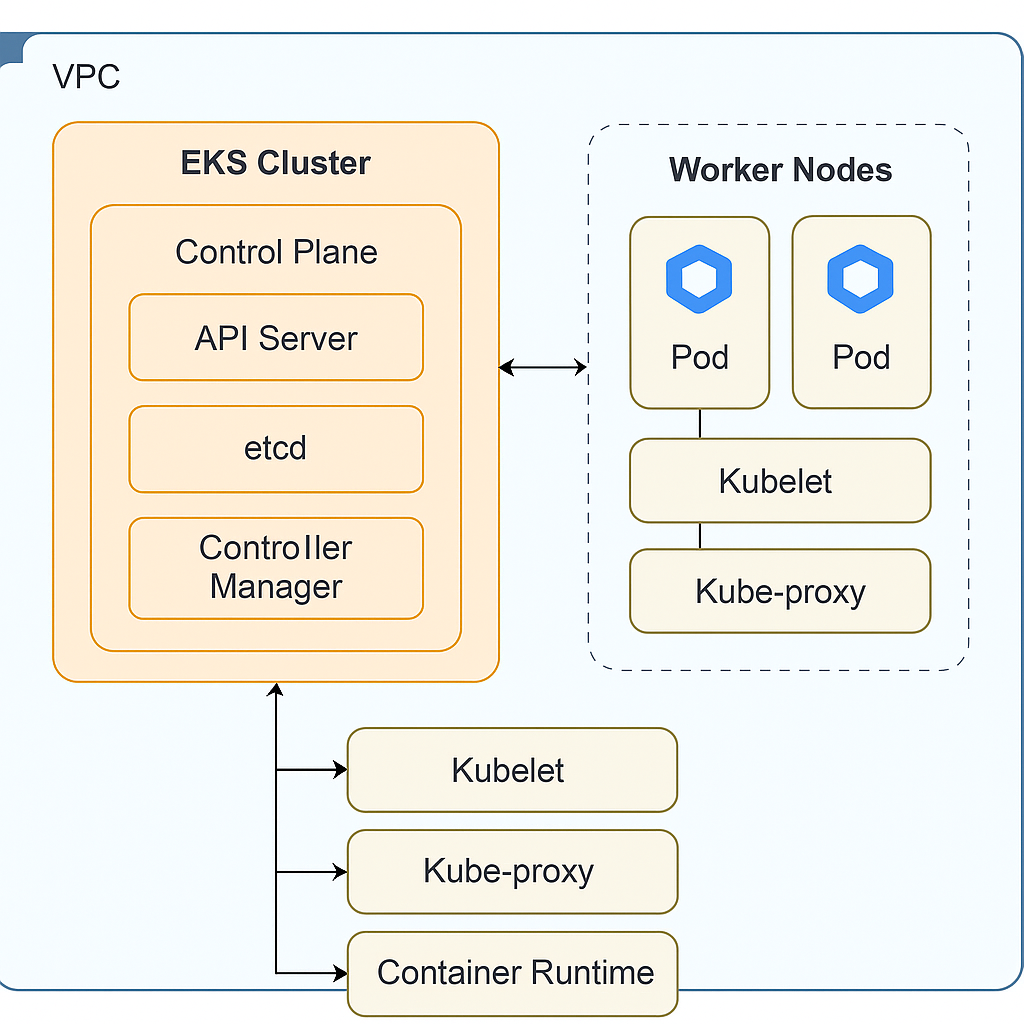 VPC
EKS Cluster
Control Plane
API Server
etcd
Controller
Manager
Worker Nodes
Pod
Pod
Kubelet
Kube-proxy
Kubelet
Kube-proxy
Container Runtime